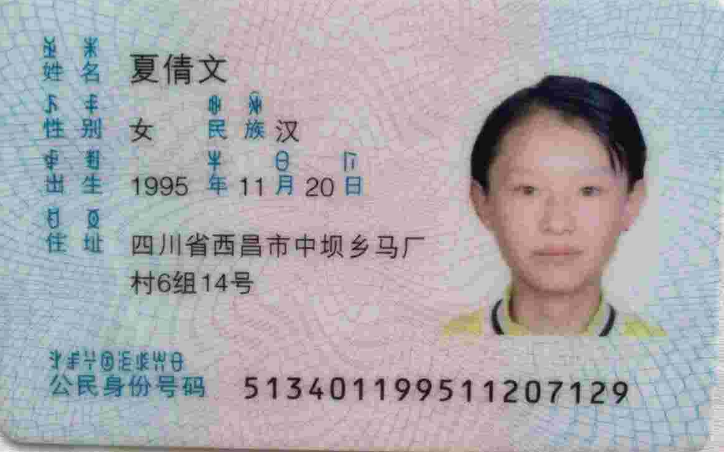 姓名 夏倩文
性别 女 民族 汉
出生 1995 年 11 月 20 日
住址 四川省西昌市中坝乡马厂
村6组14号
公民身份号码 513401199511207129